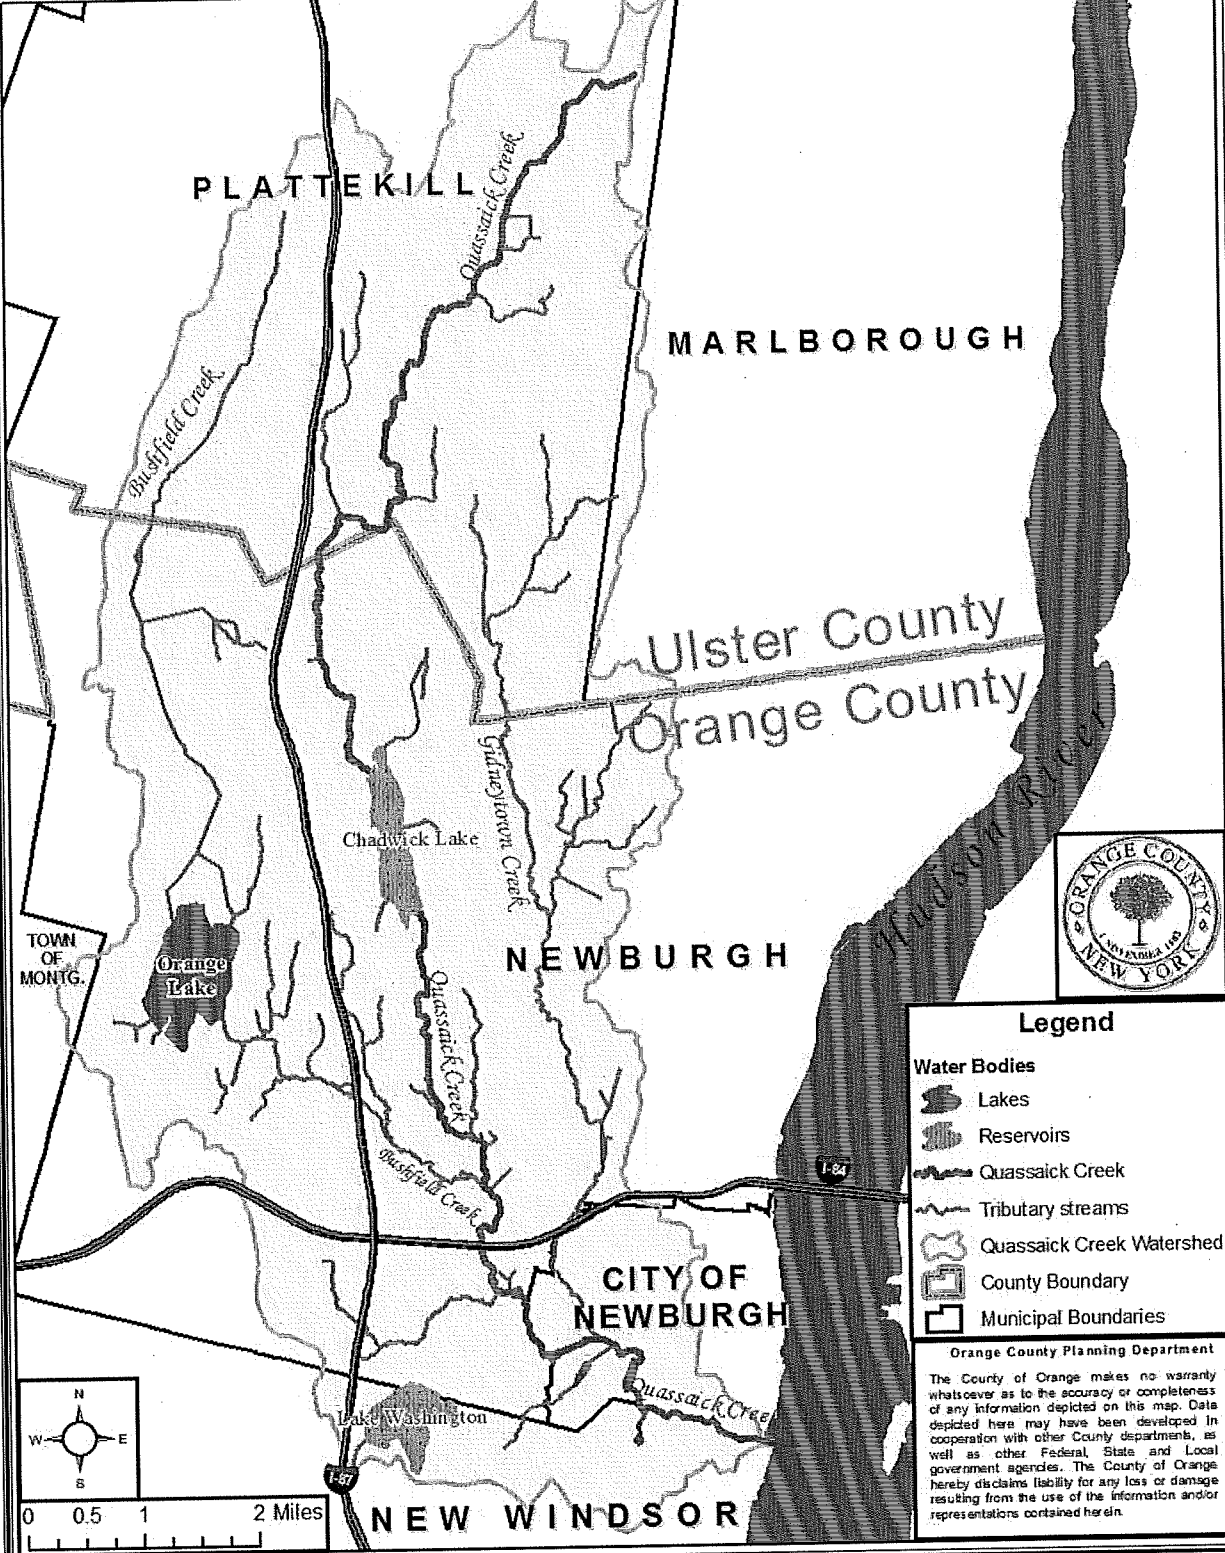 PLATTEKILL
Quassaick Creek
MARLBOROUGH
Bushfield Creek
Ulster County
Orange County
Gidneytown Creek
Chadwick Lake
Hudson River
ORANGE COUNTY
NEW YORK
TOWN
OF
MONTG.
Orange
Lake
NEWBURGH
Quassaick Creek
Legend
Water Bodies
Lakes
Reservoirs
Quassaick Creek
Tributary streams
Quassaick Creek Watershed
County Boundary
Municipal Boundaries
I-84
Bushfield Creek
CITY OF
NEWBURGH
Quassaick Creek
Lake Washington
I-87
NEW WINDSOR
N
W E
S
0 0.5 1 2 Miles
Orange County Planning Department
The County of Orange makes no warranty
whatsoever as to the accuracy or completeness
of any information depicted on this map. Data
depicted here may have been developed in
cooperation with other County departments, as
well as other Federal, State and Local
government agencies. The County of Orange
hereby disclaims liability for any loss or damage
resulting from the use of the information and/or
representations contained herein.